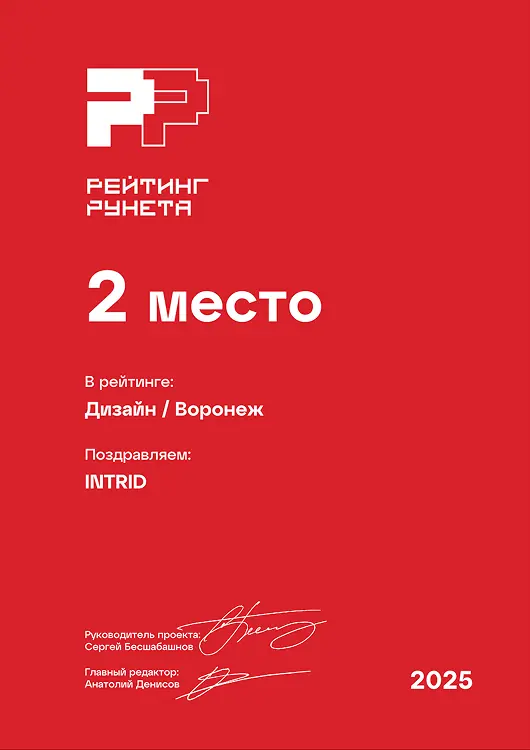 РЕЙТИНГ
РУНЕТА
2 место
В рейтинге:
Дизайн / Воронеж
Поздравляем:
INTRID
Руководитель проекта:
Сергей Бесшабашнов
Главный редактор:
Анатолий Денисов
2025